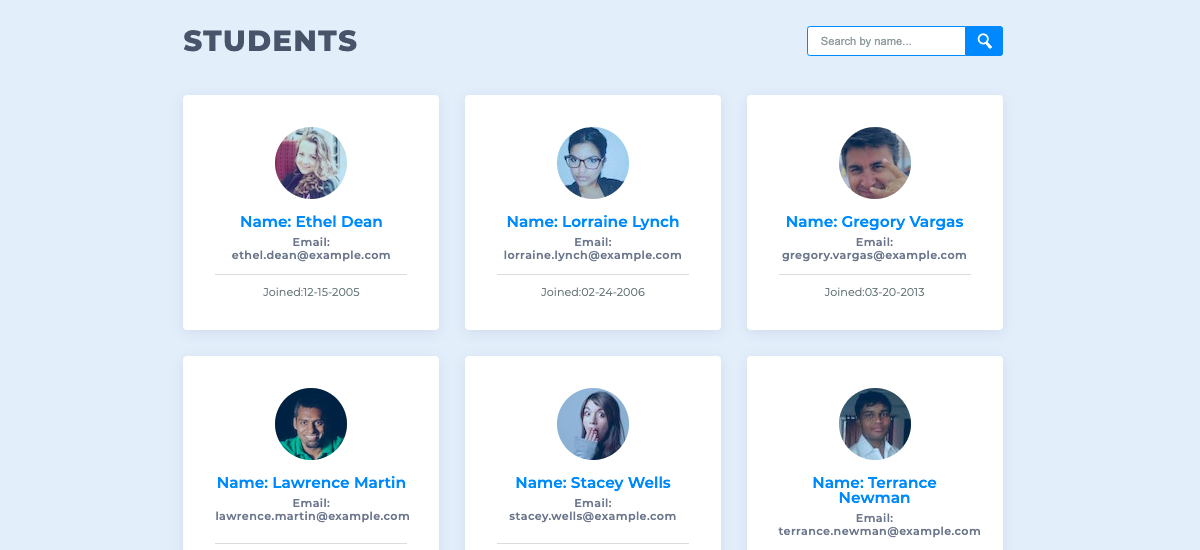 STUDENTS
Search by name...
Name: Ethel Dean
Email:
ethel.dean@example.com
Joined:12-15-2005
Name: Lorraine Lynch
Email:
lorraine.lynch@example.com
Joined:02-24-2006
Name: Gregory Vargas
Email:
gregory.vargas@example.com
Joined:03-20-2013
Name: Lawrence Martin
Email:
lawrence.martin@example.com
Name: Stacey Wells
Email:
stacey.wells@example.com
Name: Terrance
Newman
Email:
terrance.newman@example.com